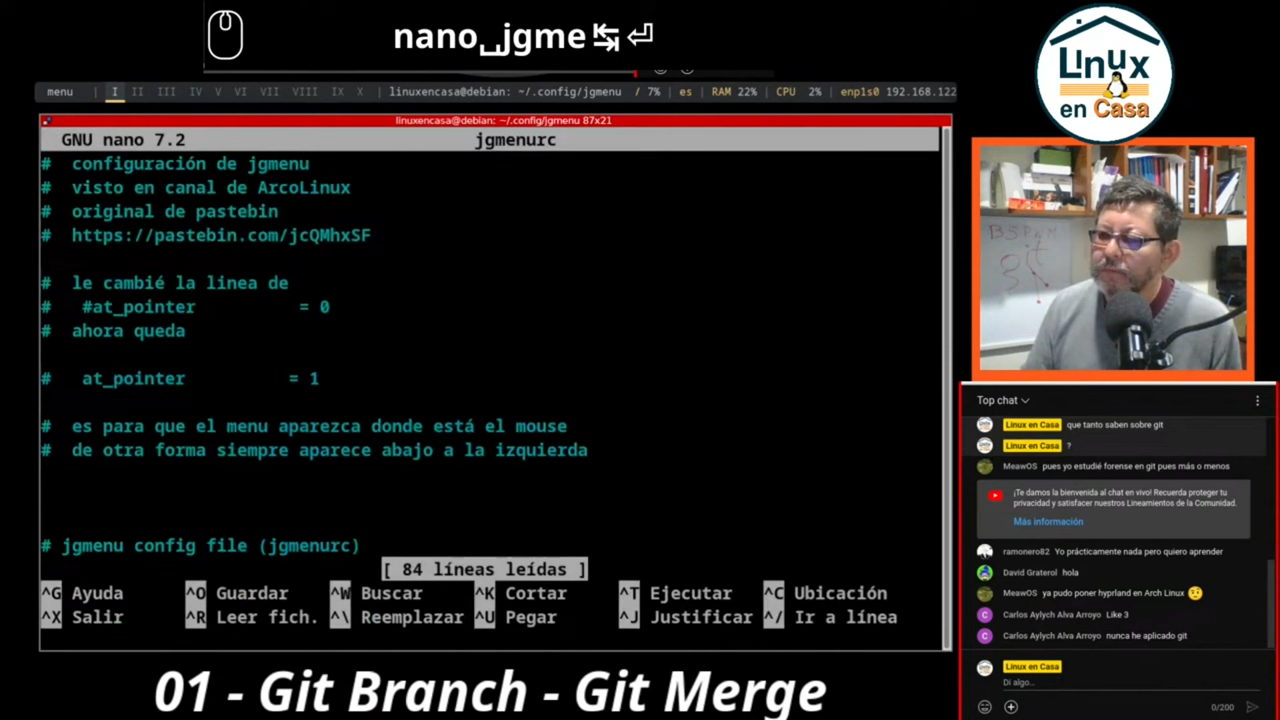 nano␣jgme↹⏎
Linux
en Casa
menu | I II III IV V VI VII VIII IX X | linuxencasa@debian: ~/.config/jgmenu / 7% | es | RAM 22% | CPU 2% | enp1s0 192.168.122
linuxencasa@debian: ~/.config/jgmenu 87x21
GNU nano 7.2 jgmenurc
# configuración de jgmenu
# visto en canal de ArcoLinux
# original de pastebin
# https://pastebin.com/jcQMhxSF
# le cambié la linea de
# #at_pointer = 0
# ahora queda
# at_pointer = 1
# es para que el menu aparezca donde está el mouse
# de otra forma siempre aparece abajo a la izquierda
# jgmenu config file (jgmenurc)
[ 84 líneas leídas ]
^G Ayuda ^O Guardar ^W Buscar ^K Cortar ^T Ejecutar ^C Ubicación
^X Salir ^R Leer fich. ^\ Reemplazar ^U Pegar ^J Justificar ^/ Ir a línea
01 - Git Branch - Git Merge
BSPWM
Top chat
Linux en Casa que tanto saben sobre git
Linux en Casa ?
MeawOS pues yo estudié forense en git pues más o menos
¡Te damos la bienvenida al chat en vivo! Recuerda proteger tu
privacidad y satisfacer nuestros Lineamientos de la Comunidad.
Más información
ramonero82 Yo prácticamente nada pero quiero aprender
David Graterol hola
MeawOS ya pudo poner hyprland en Arch Linux 🤨
Carlos Aylych Alva Arroyo Like 3
Carlos Aylych Alva Arroyo nunca he aplicado git
Linux en Casa
Di algo...
0/200